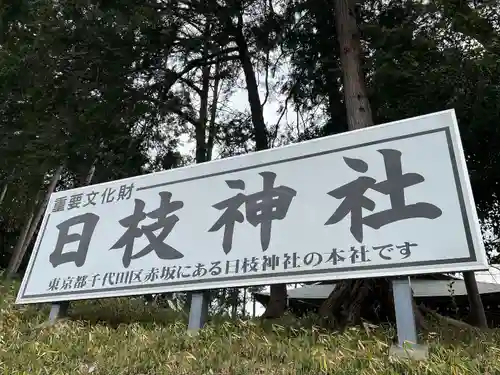 重要文化財
日枝神社
東京都千代田区赤坂にある日枝神社の本社です